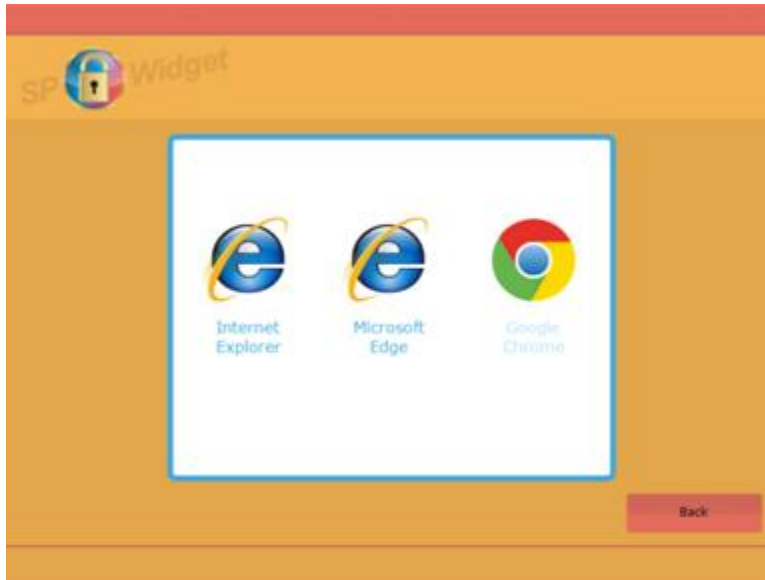 SP Widget
Internet
Explorer
Microsoft
Edge
Google
Chrome
Back